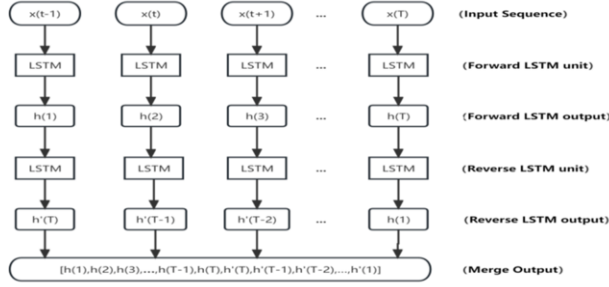 x(t-1) x(t) x(t+1) ... x(T) (Input Sequence)
LSTM LSTM LSTM ... LSTM (Forward LSTM unit)
h(1) h(2) h(3) ... h(T) (Forward LSTM output)
LSTM LSTM LSTM ... LSTM (Reverse LSTM unit)
h'(T) h'(T-1) h'(T-2) ... h(1) (Reverse LSTM output)
[h(1),h(2),h(3),...,h(T-1),h(T),h'(T),h'(T-1),h'(T-2),...,h'(1)] (Merge Output)